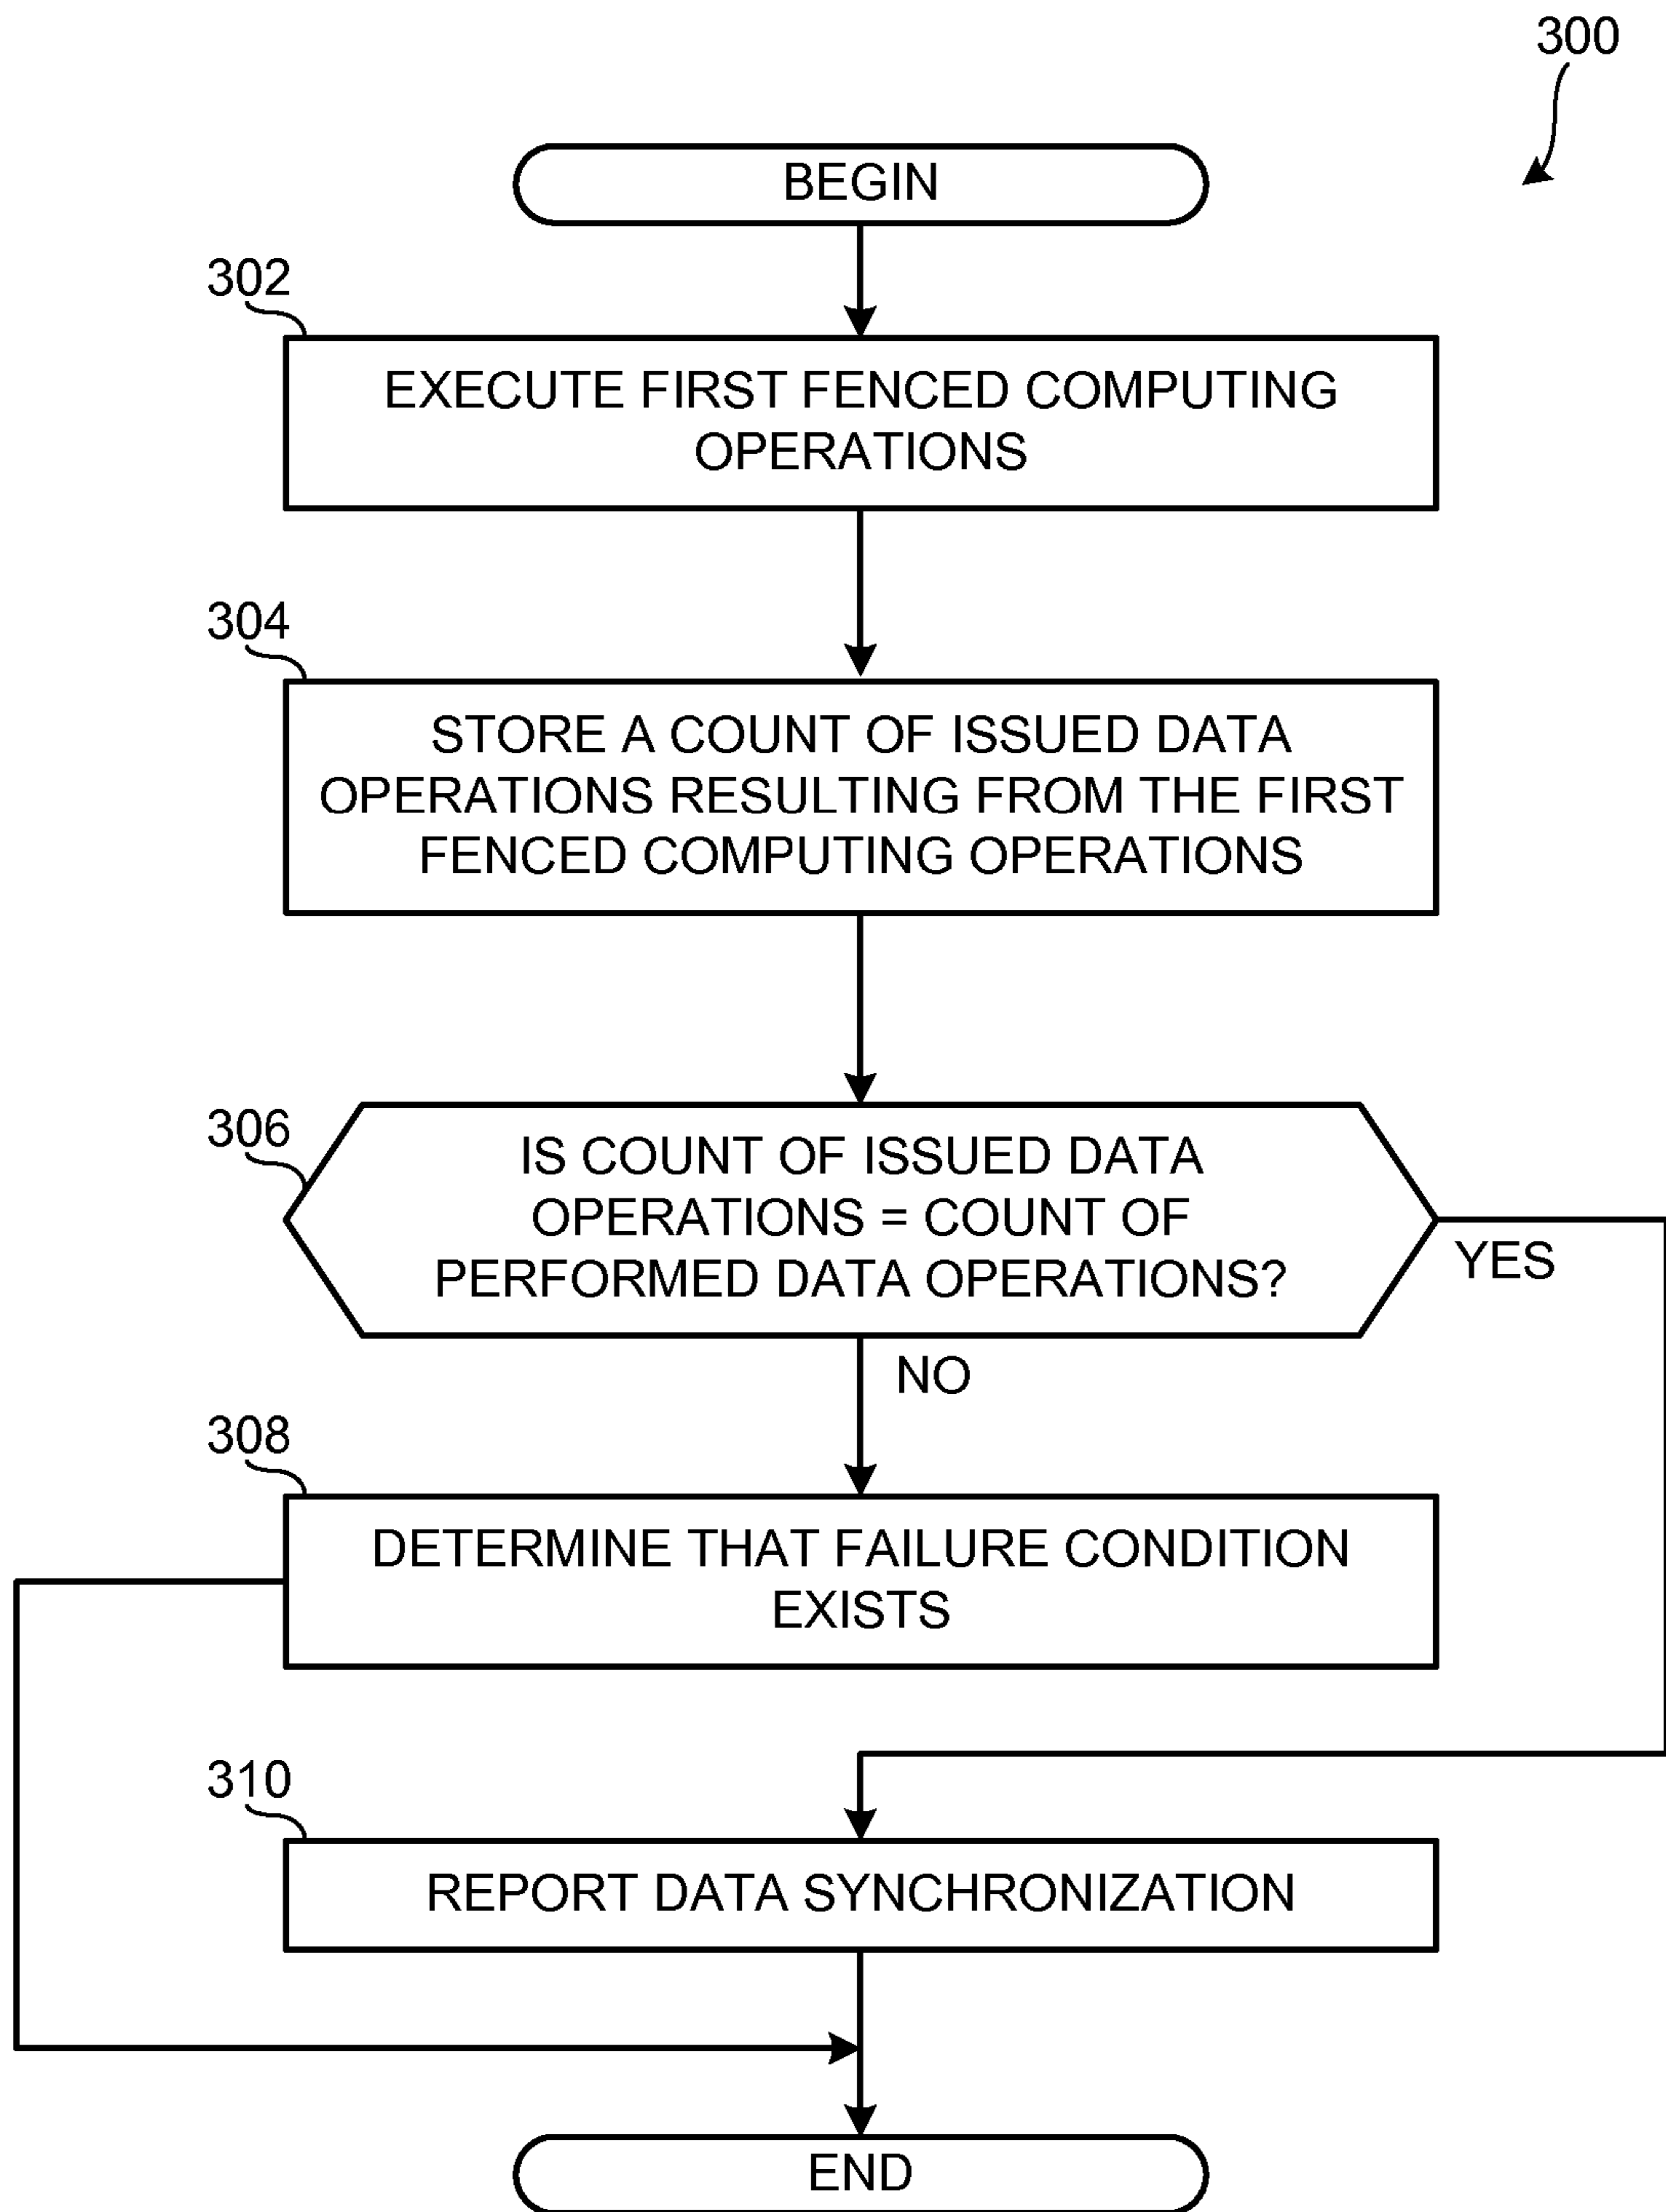 300
BEGIN
302
EXECUTE FIRST FENCED COMPUTING
OPERATIONS
304
STORE A COUNT OF ISSUED DATA
OPERATIONS RESULTING FROM THE FIRST
FENCED COMPUTING OPERATIONS
306
IS COUNT OF ISSUED DATA
OPERATIONS = COUNT OF
PERFORMED DATA OPERATIONS?
YES
NO
308
DETERMINE THAT FAILURE CONDITION
EXISTS
310
REPORT DATA SYNCHRONIZATION
END